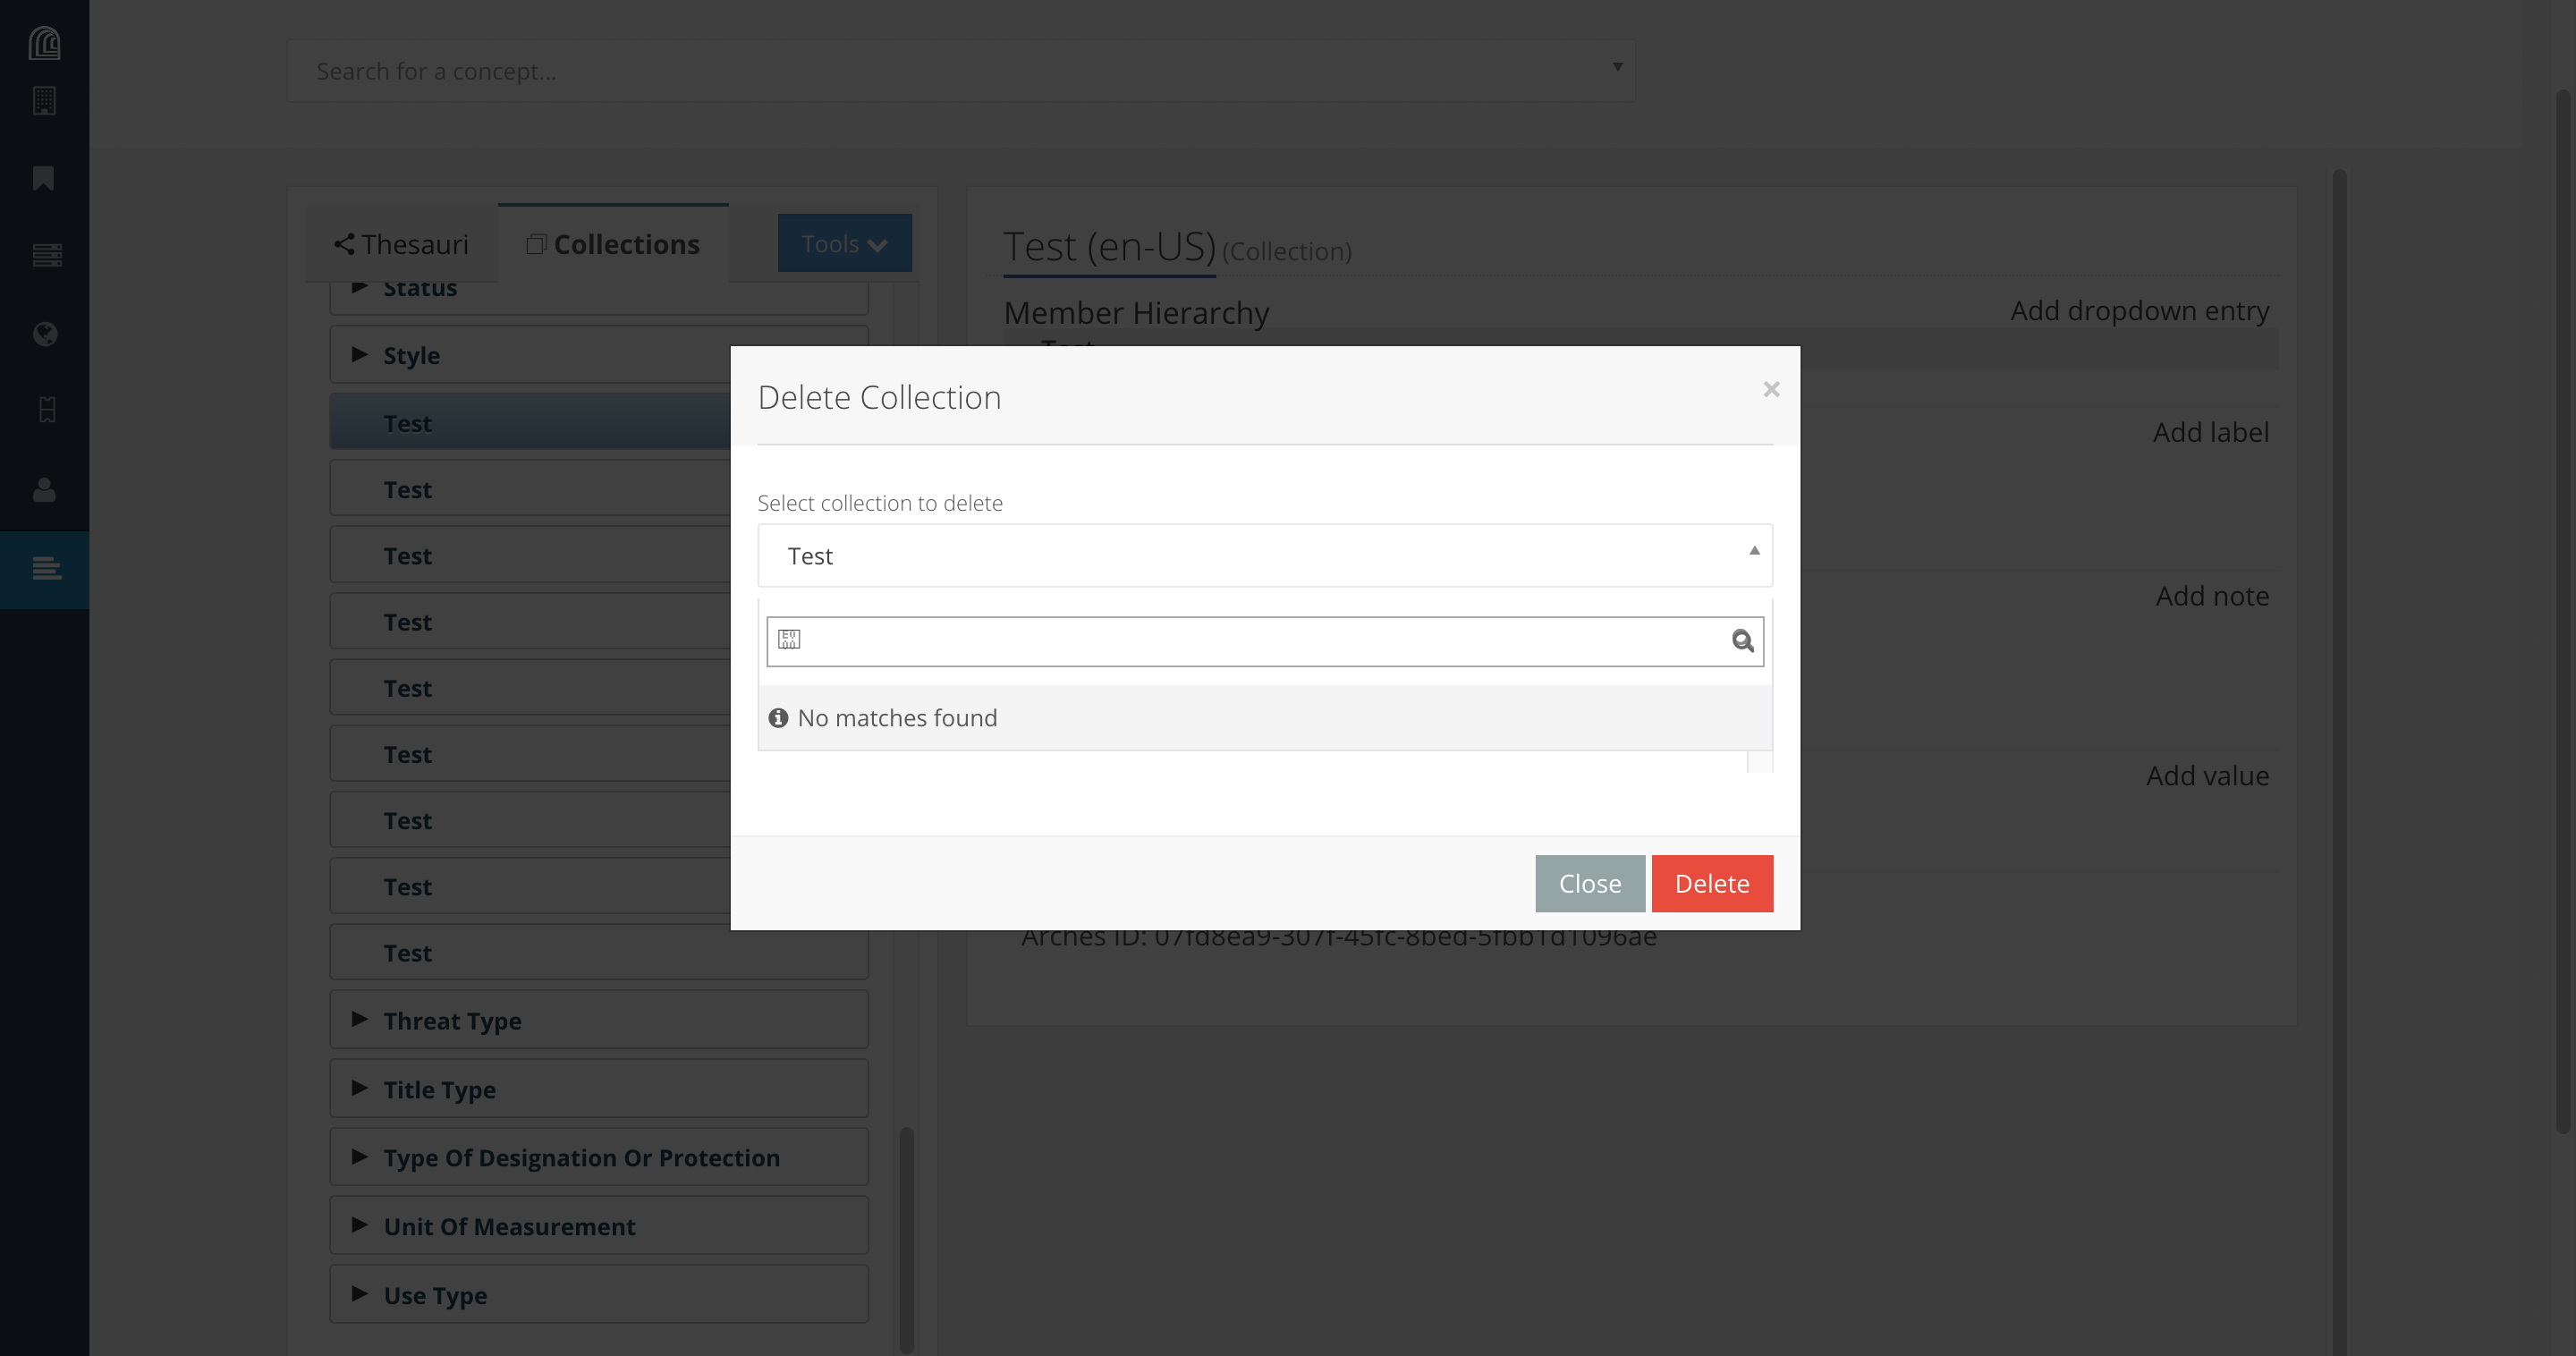 Search for a concept...
Thesauri
Collections
Tools
Status
Style
Test
Test
Test
Test
Test
Test
Test
Test
Test
Threat Type
Title Type
Type Of Designation Or Protection
Unit Of Measurement
Use Type
Test (en-US) (Collection)
Member Hierarchy
Add dropdown entry
Test
Add label
Add note
Add value
Arches ID: 07fd8ea9-307f-45fc-8bed-5fbb1d1096ae
Delete Collection
×
Select collection to delete
Test
No matches found
Close
Delete